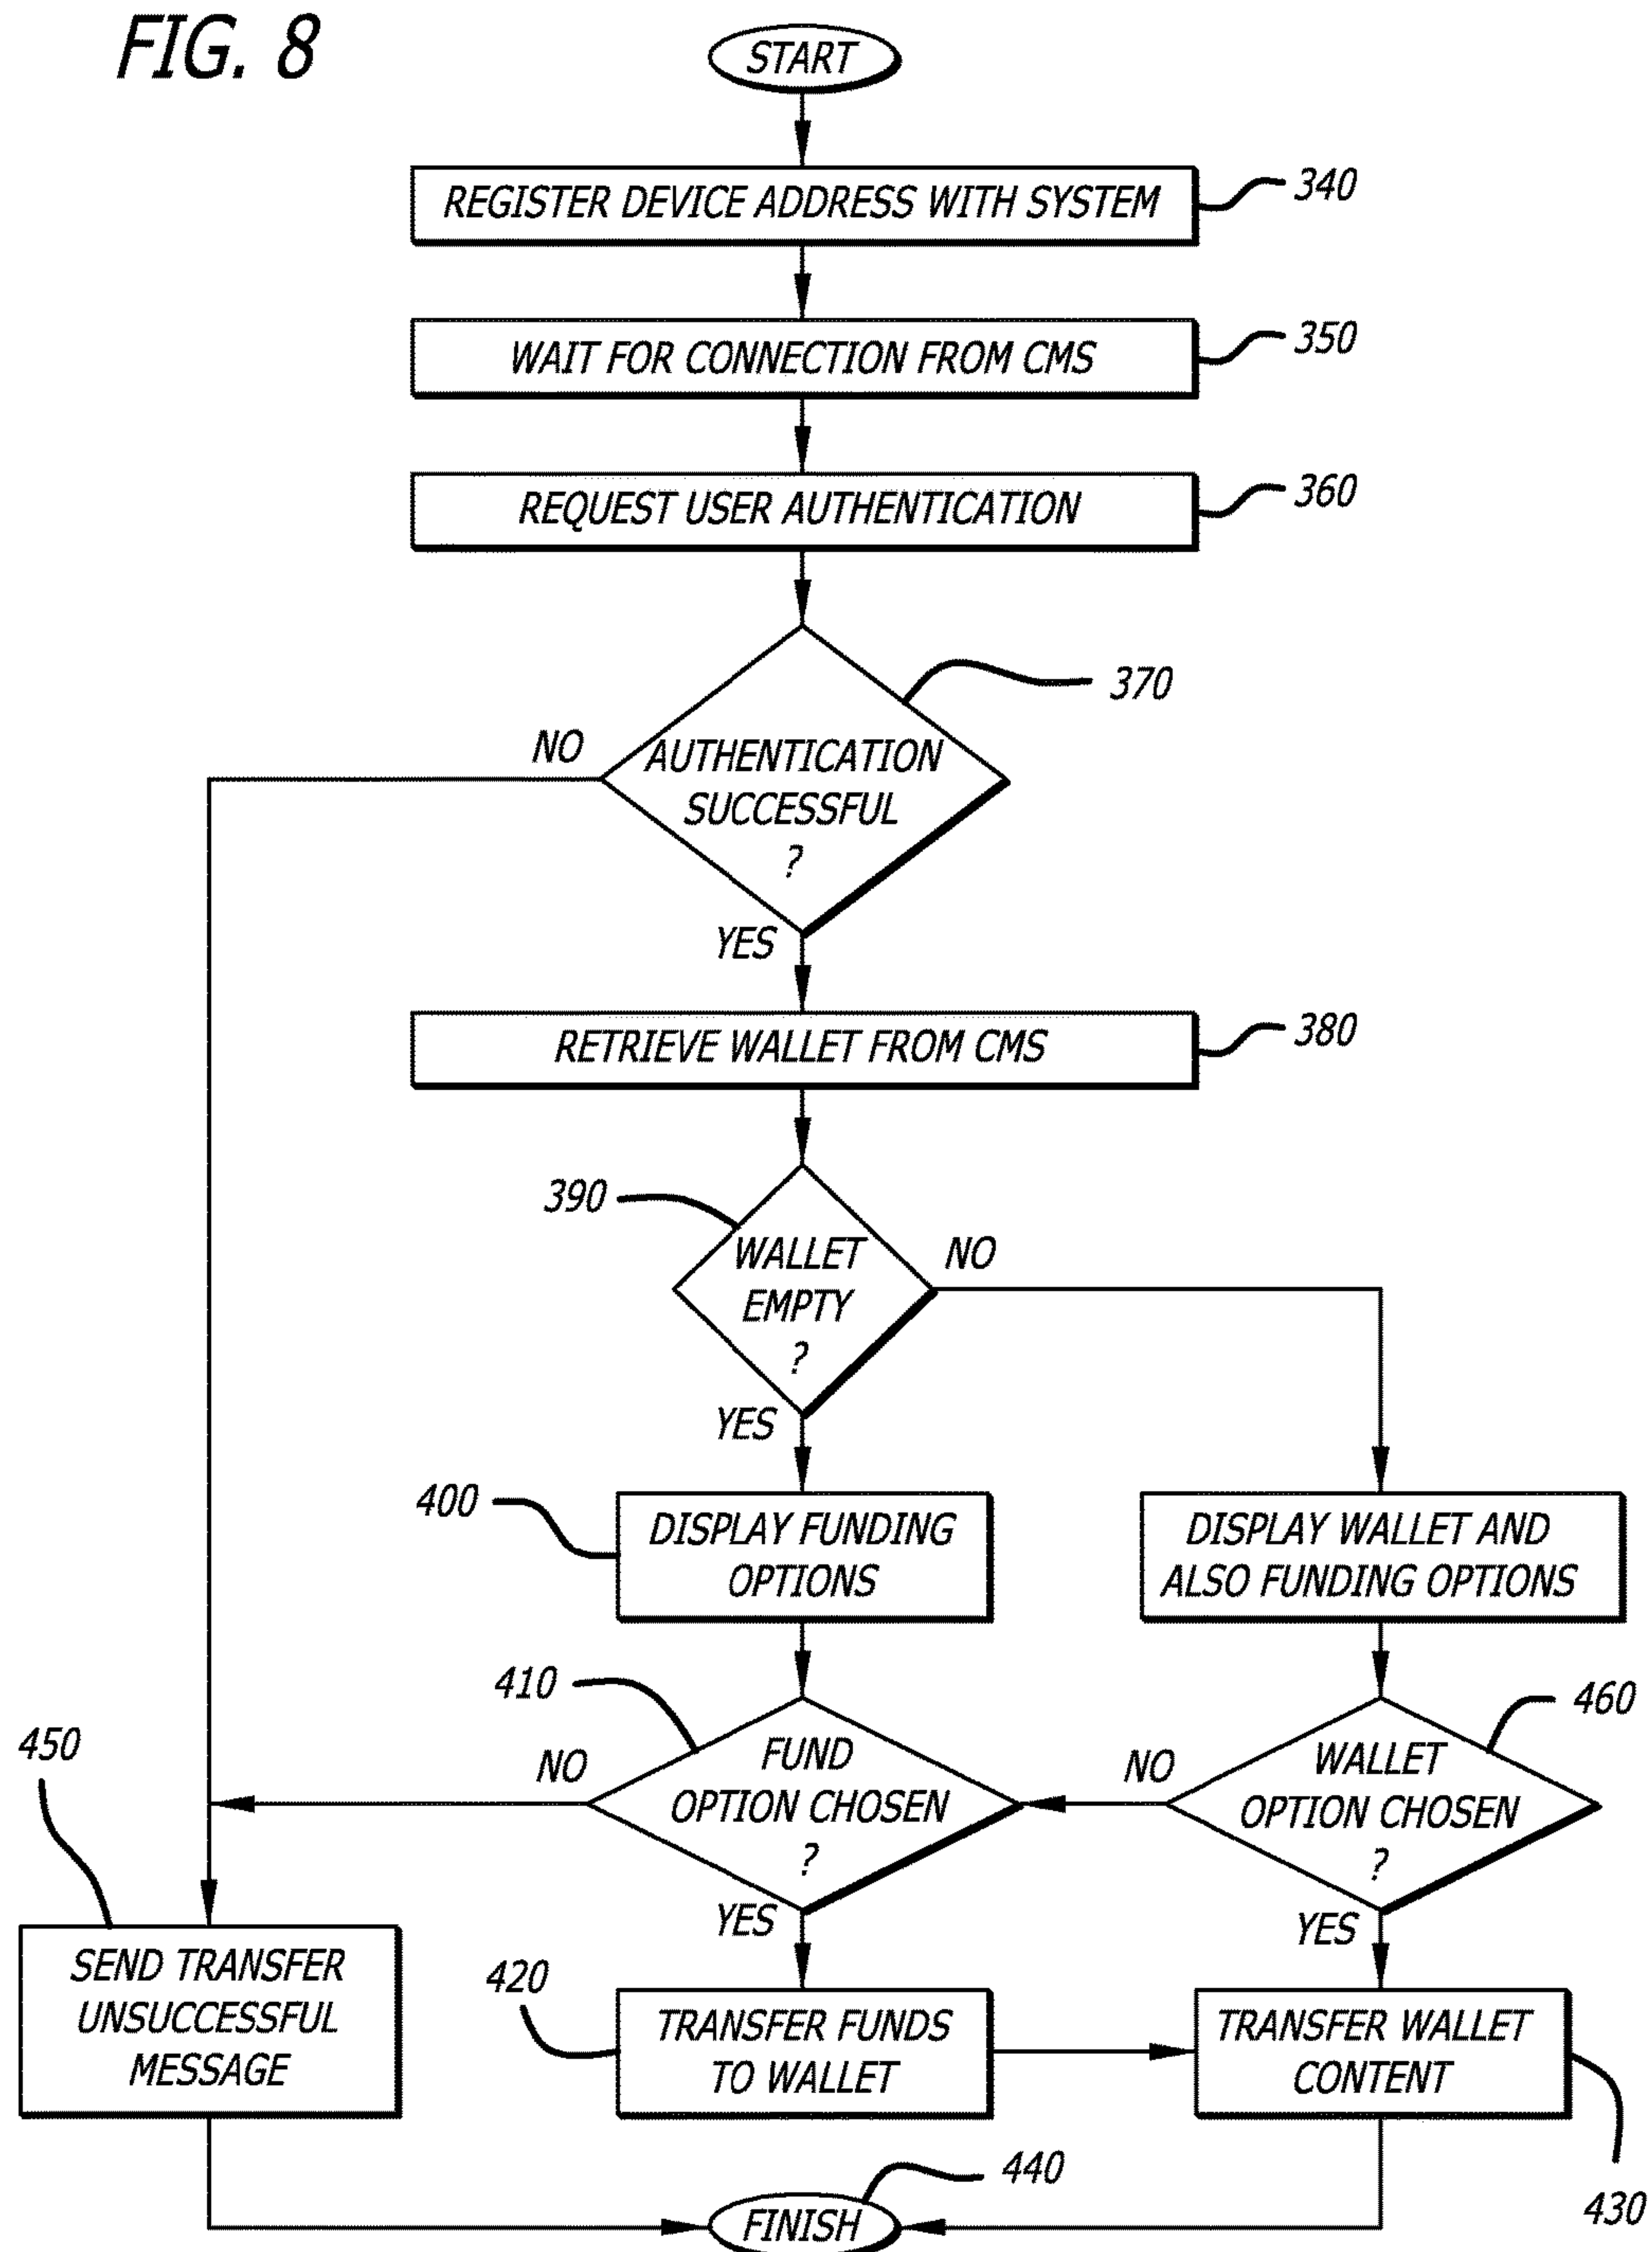 FIG. 8
START
REGISTER DEVICE ADDRESS WITH SYSTEM
340
WAIT FOR CONNECTION FROM CMS
350
REQUEST USER AUTHENTICATION
360
370
NO
AUTHENTICATION
SUCCESSFUL
?
YES
RETRIEVE WALLET FROM CMS
380
390
WALLET
EMPTY
?
NO
YES
400
DISPLAY FUNDING
OPTIONS
DISPLAY WALLET AND
ALSO FUNDING OPTIONS
410
NO
FUND
OPTION CHOSEN
?
YES
460
NO
WALLET
OPTION CHOSEN
?
YES
450
SEND TRANSFER
UNSUCCESSFUL
MESSAGE
420
TRANSFER FUNDS
TO WALLET
TRANSFER WALLET
CONTENT
430
440
FINISH